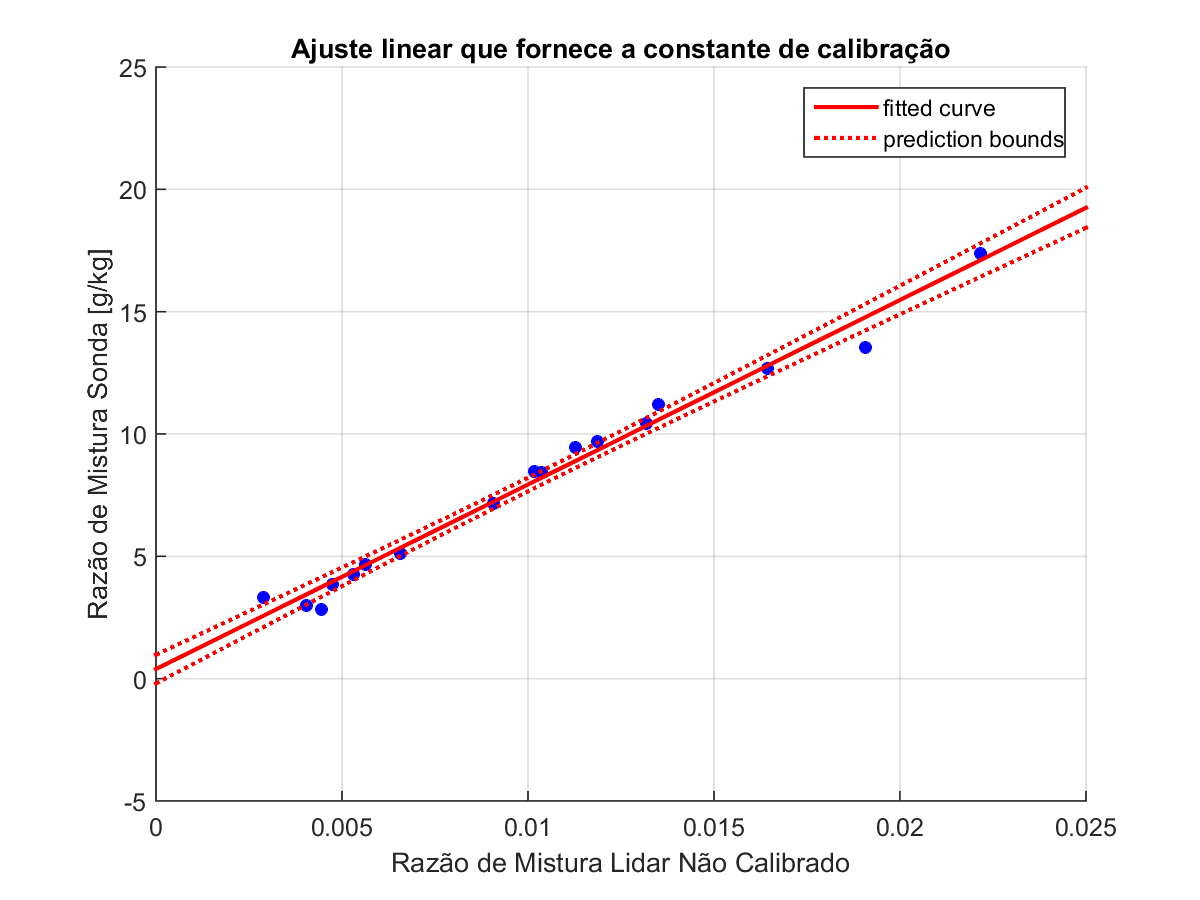 Ajuste linear que fornece a constante de calibração
25
fitted curve
prediction bounds
20
15
10
5
0
-5
Razão de Mistura Sonda [g/kg]
0 0.005 0.01 0.015 0.02 0.025
Razão de Mistura Lidar Não Calibrado